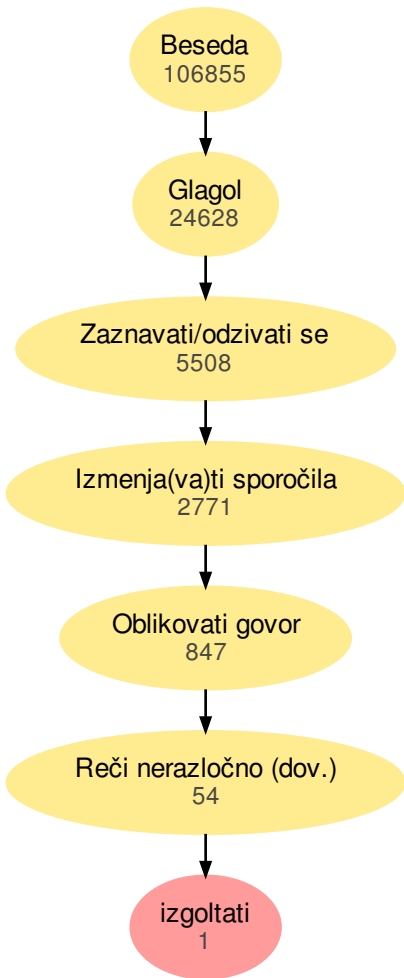 Beseda
106855
Glagol
24628
Zaznavati/odzivati se
5508
Izmenja(va)ti sporočila
2771
Oblikovati govor
847
Reči nerazločno (dov.)
54
izgoltati
1